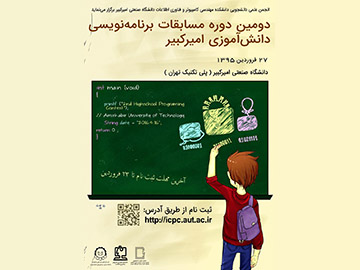 انجمن علمی دانشجویی دانشکده مهندسی کامپیوتر و فناوری اطلاعات دانشگاه صنعتی امیرکبیر برگزار می‌نماید
دومین دوره مسابقات برنامه‌نویسی
دانش‌آموزی امیرکبیر
۲۷ فروردین ۱۳۹۵
دانشگاه صنعتی امیرکبیر ( پلی تکنیک تهران )
int main (void)
{
printf ("2nd Highschool Programing
Contest");
// Amirkabir University of Technology
String date = "2016/4/15";
return 0 ;
}
آخرین مهلت ثبت نام تا ۲۳ فروردین
ثبت نام از طریق آدرس:
http://icpc.aut.ac.ir